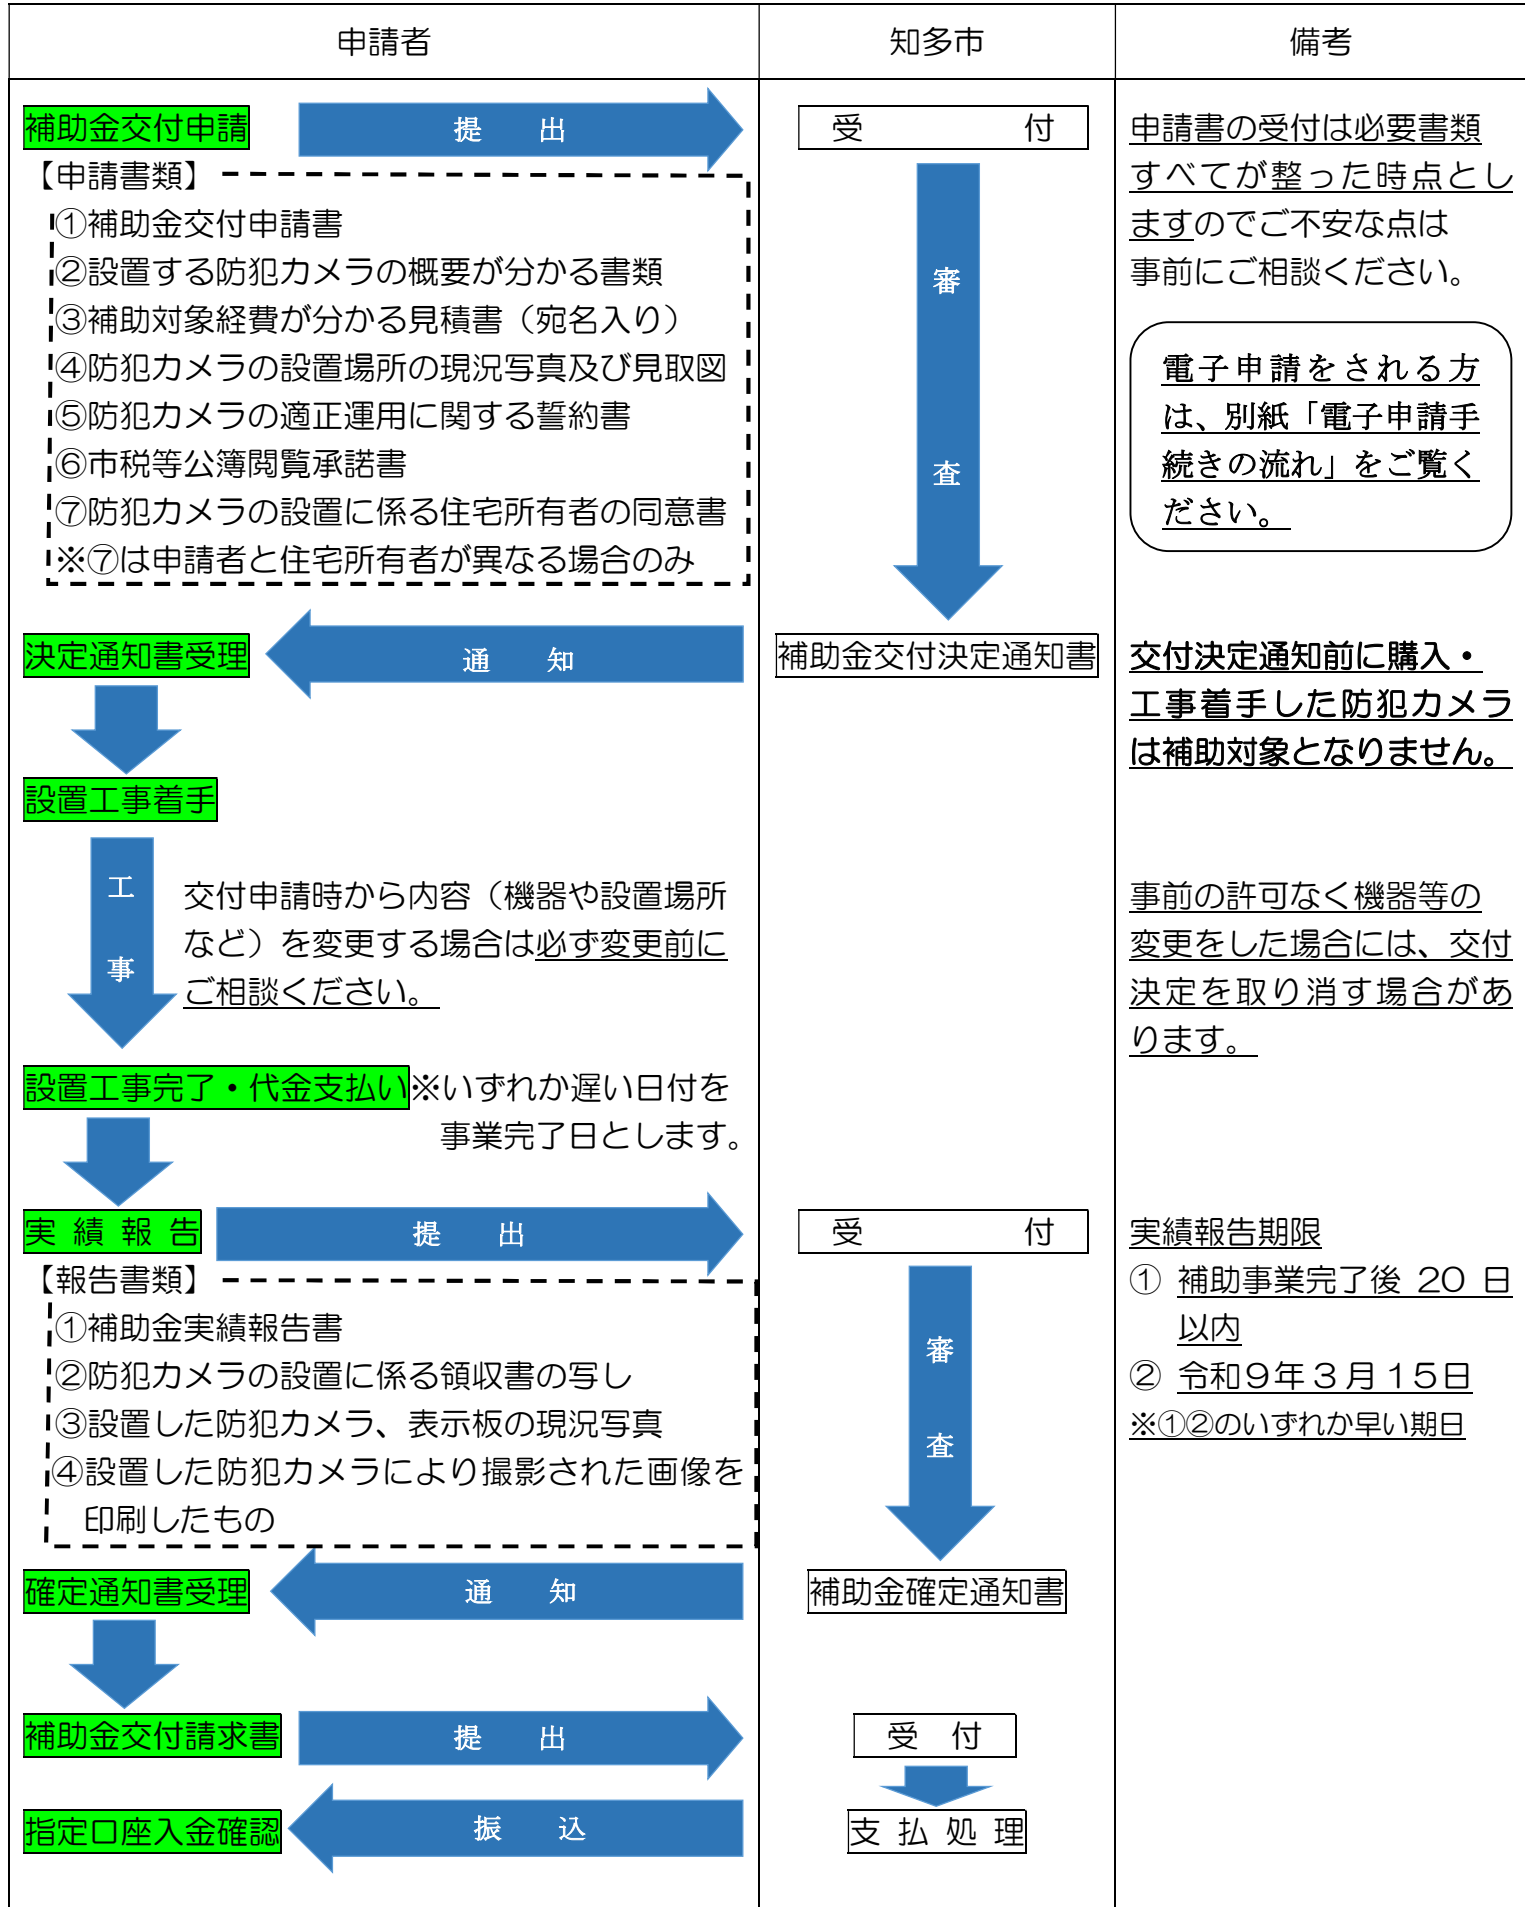 申請者
知多市
備考
補助金交付申請
提　出
受　付
【申請書類】
①補助金交付申請書
②設置する防犯カメラの概要が分かる書類
③補助対象経費が分かる見積書（宛名入り）
④防犯カメラの設置場所の現況写真及び見取図
⑤防犯カメラの適正運用に関する誓約書
⑥市税等公簿閲覧承諾書
⑦防犯カメラの設置に係る住宅所有者の同意書
※⑦は申請者と住宅所有者が異なる場合のみ
審
査
申請書の受付は必要書類
すべてが整った時点とし
ますのでご不安な点は
事前にご相談ください。
電子申請をされる方
は、別紙「電子申請手
続きの流れ」をご覧く
ださい。
決定通知書受理
通　知
補助金交付決定通知書
交付決定通知前に購入・
工事着手した防犯カメラ
は補助対象となりません。
設置工事着手
工
事
交付申請時から内容（機器や設置場所
など）を変更する場合は必ず変更前に
ご相談ください。
事前の許可なく機器等の
変更をした場合には、交付
決定を取り消す場合があ
ります。
設置工事完了・代金支払い※いずれか遅い日付を
事業完了日とします。
実績報告
提　出
受　付
【報告書類】
①補助金実績報告書
②防犯カメラの設置に係る領収書の写し
③設置した防犯カメラ、表示板の現況写真
④設置した防犯カメラにより撮影された画像を
印刷したもの
審
査
実績報告期限
① 補助事業完了後 20 日
以内
② 令和９年３月１５日
※①②のいずれか早い期日
確定通知書受理
通　知
補助金確定通知書
補助金交付請求書
提　出
受　付
指定口座入金確認
振　込
支払処理